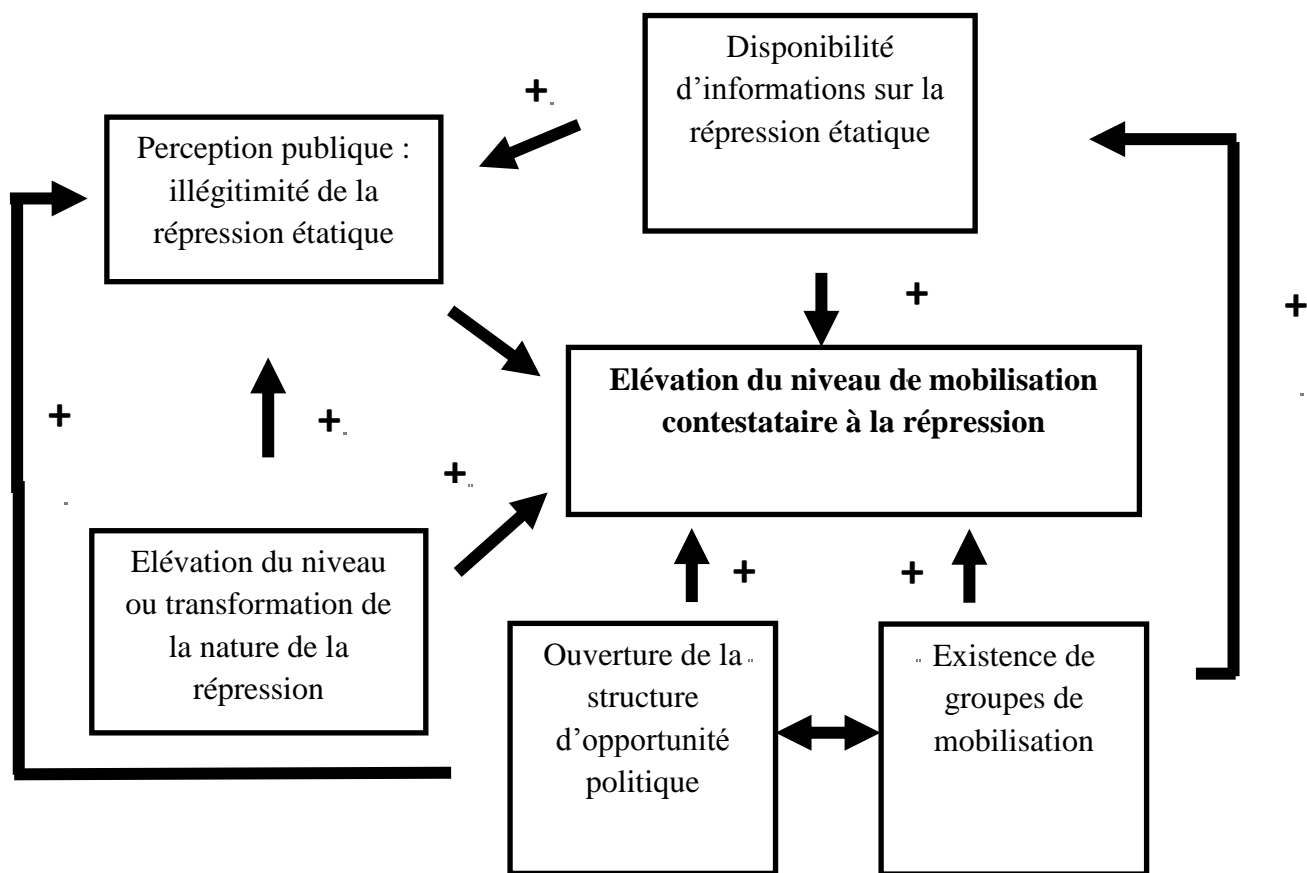 Disponibilité
d’informations sur la
répression étatique
+
Perception publique :
illégitimité de la
répression étatique
+
+
Elévation du niveau de mobilisation
contestataire à la répression
+
+
+
Elévation du niveau
ou transformation de
la nature de la
répression
+
+
Ouverture de la
structure
d’opportunité
politique
Existence de
groupes de
mobilisation